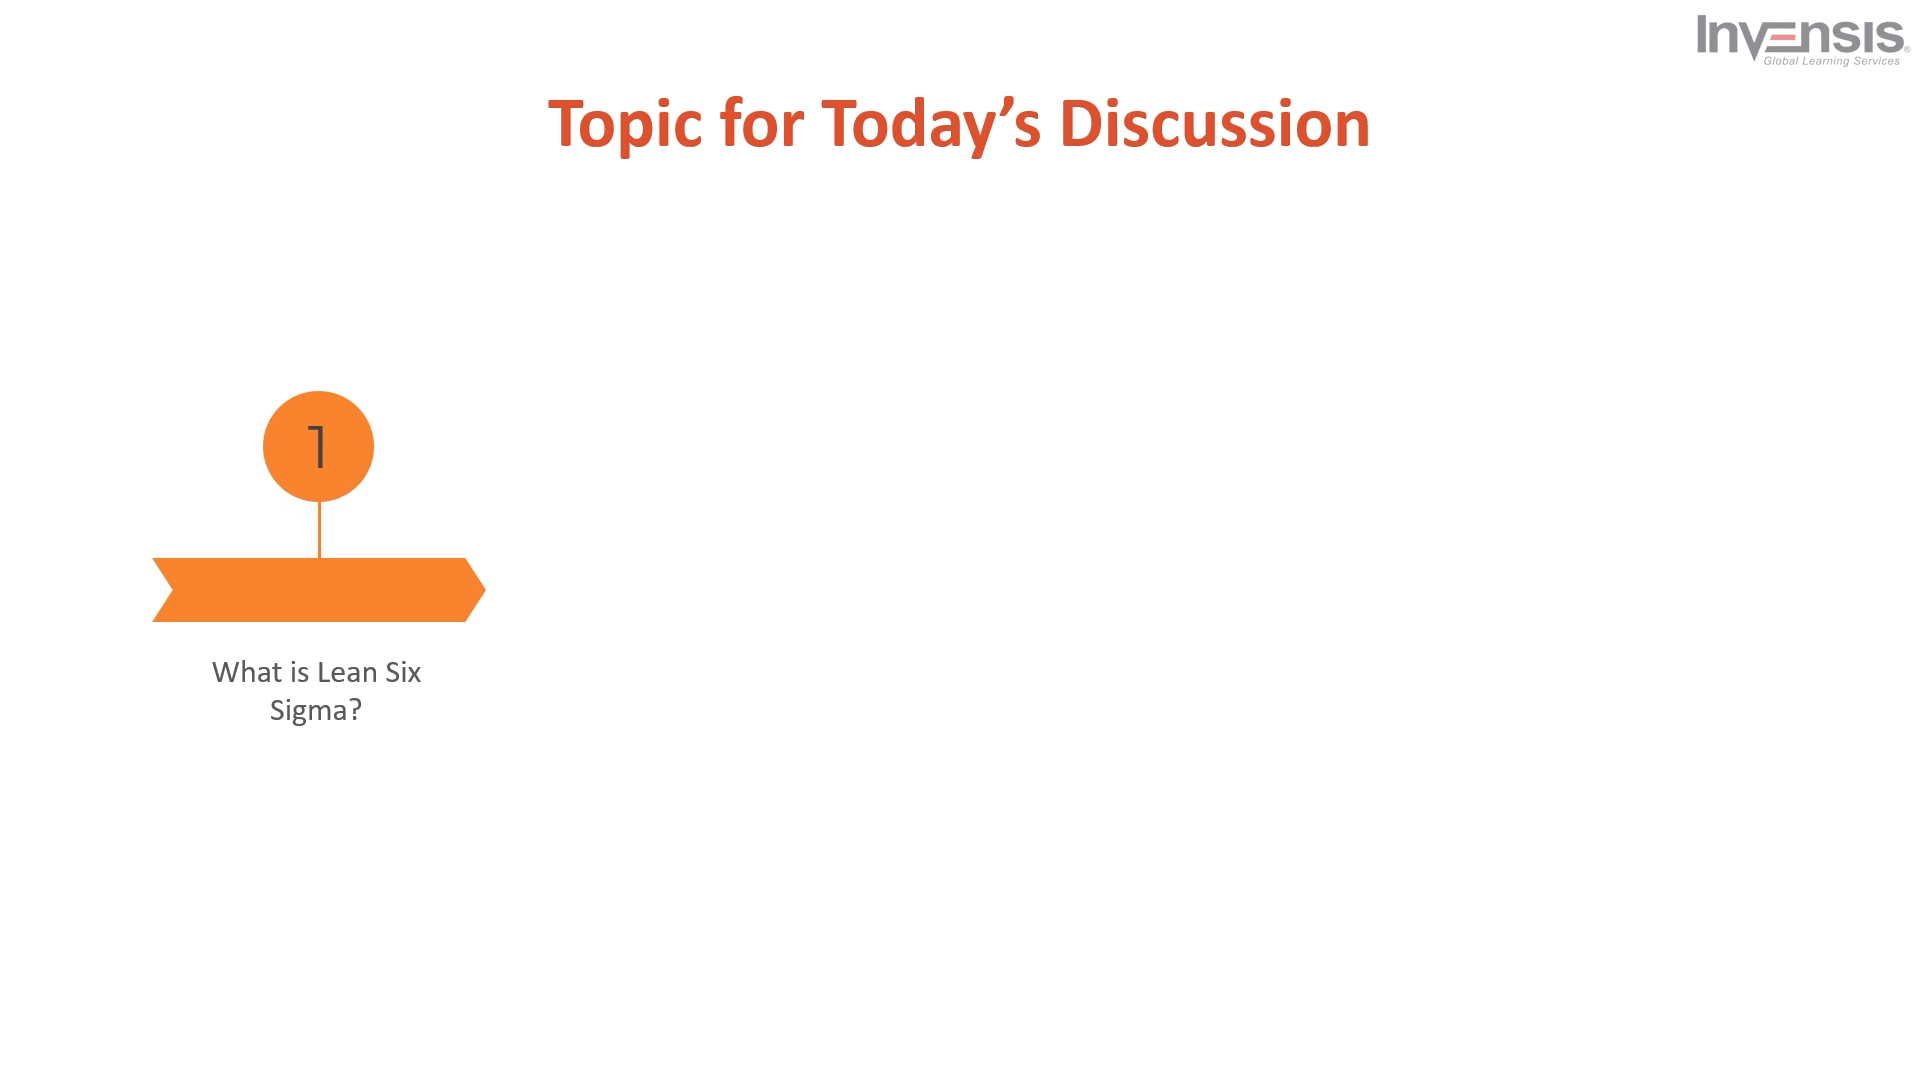 Invensis®
Global Learning Services
Topic for Today’s Discussion
1
What is Lean Six
Sigma?